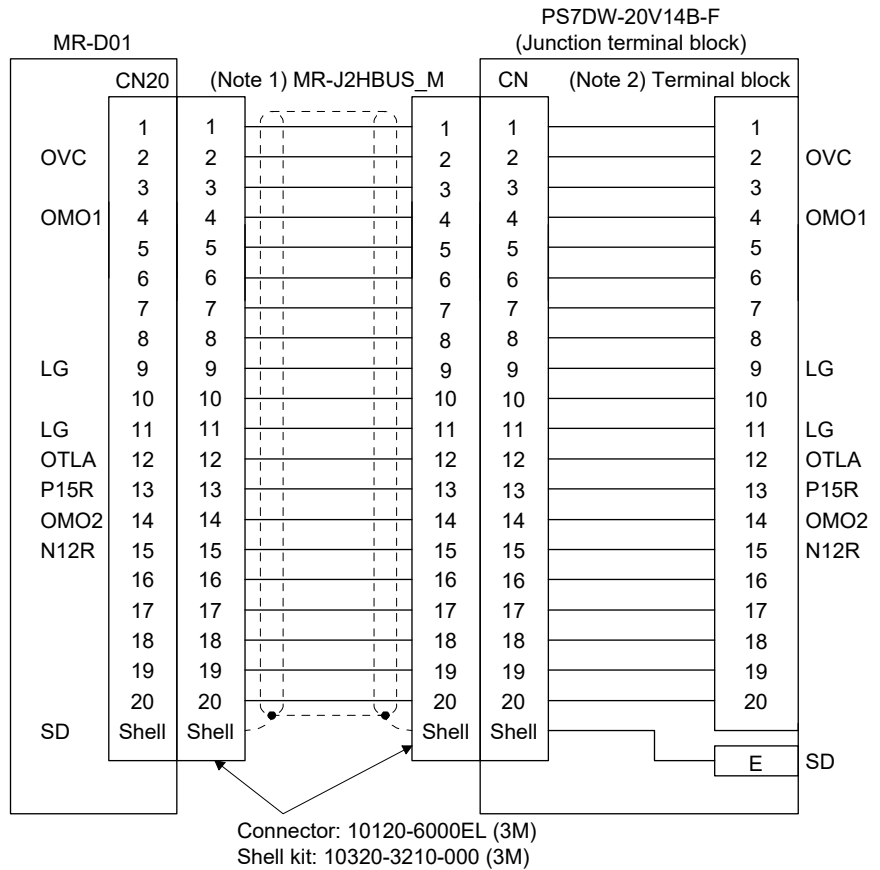 PS7DW-20V14B-F
MR-D01 (Junction terminal block)
CN20 (Note 1) MR-J2HBUS_M CN (Note 2) Terminal block
1 1 1 1 1
OVC 2 2 2 2 2 OVC
3 3 3 3 3
OMO1 4 4 4 4 4 OMO1
5 5 5 5 5
6 6 6 6 6
7 7 7 7 7
8 8 8 8 8
LG 9 9 9 9 9 LG
10 10 10 10 10
LG 11 11 11 11 11 LG
OTLA 12 12 12 12 12 OTLA
P15R 13 13 13 13 13 P15R
OMO2 14 14 14 14 14 OMO2
N12R 15 15 15 15 15 N12R
16 16 16 16 16
17 17 17 17 17
18 18 18 18 18
19 19 19 19 19
20 20 20 20 20
SD Shell Shell Shell Shell
E SD
Connector: 10120-6000EL (3M)
Shell kit: 10320-3210-000 (3M)